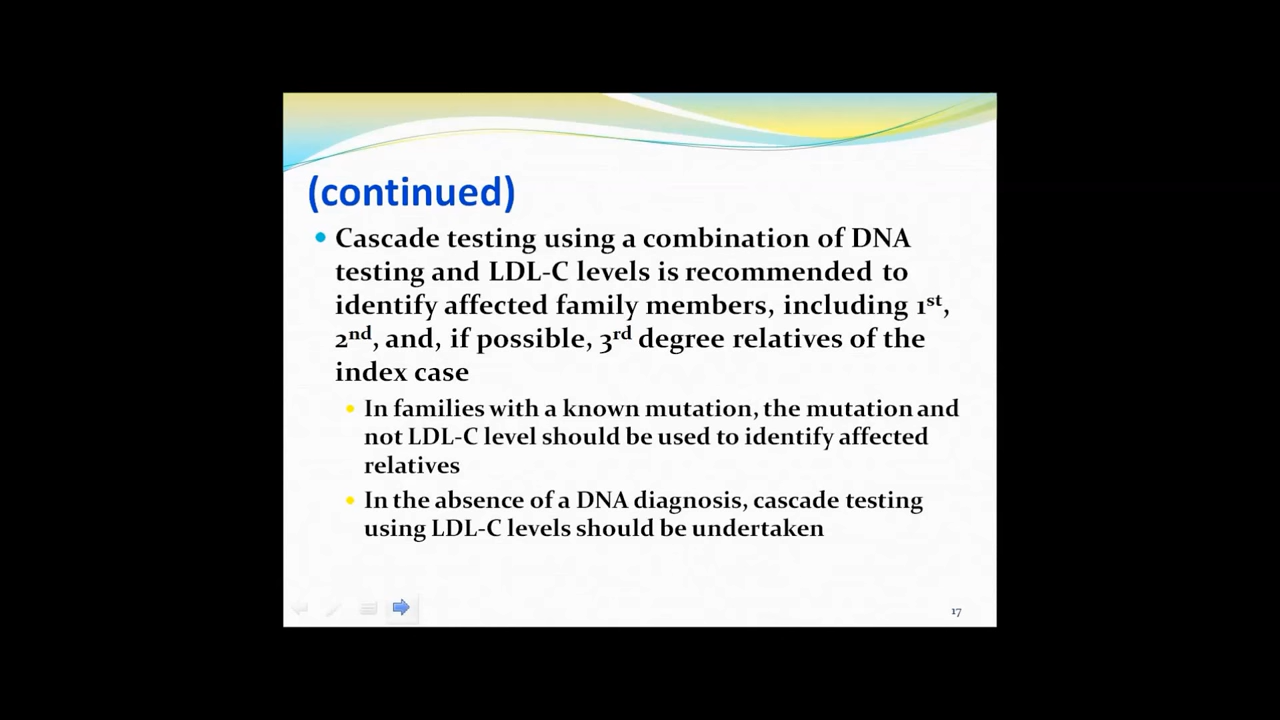 (continued)
Cascade testing using a combination of DNA
testing and LDL-C levels is recommended to
identify affected family members, including 1st,
2nd, and, if possible, 3rd degree relatives of the
index case
In families with a known mutation, the mutation and
not LDL-C level should be used to identify affected
relatives
In the absence of a DNA diagnosis, cascade testing
using LDL-C levels should be undertaken
17